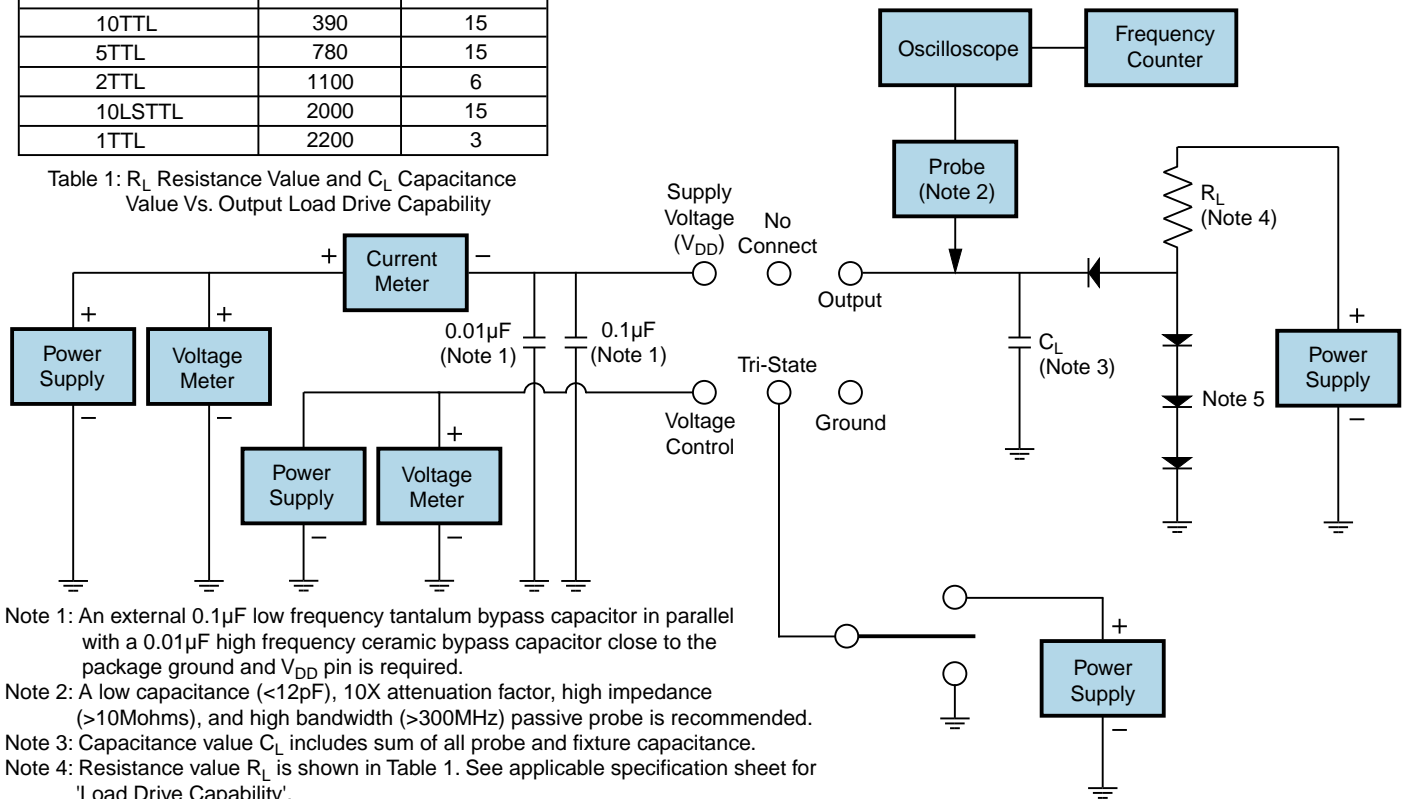 10TTL 390 15
5TTL 780 15
2TTL 1100 6
10LSTTL 2000 15
1TTL 2200 3
Table 1: RL Resistance Value and CL Capacitance
Value Vs. Output Load Drive Capability
Oscilloscope
Frequency
Counter
Probe
(Note 2)
RL
(Note 4)
Supply
Voltage
(VDD)
No
Connect
Output
+
Current
Meter
−
+
Power
Supply
−
+
Voltage
Meter
−
0.01µF
(Note 1)
0.1µF
(Note 1)
CL
(Note 3)
Note 5
+
Power
Supply
−
Tri-State
Voltage
Control
Ground
Power
Supply
−
+
Voltage
Meter
−
+
Power
Supply
−
Note 1: An external 0.1µF low frequency tantalum bypass capacitor in parallel
with a 0.01µF high frequency ceramic bypass capacitor close to the
package ground and VDD pin is required.
Note 2: A low capacitance (<12pF), 10X attenuation factor, high impedance
(>10Mohms), and high bandwidth (>300MHz) passive probe is recommended.
Note 3: Capacitance value CL includes sum of all probe and fixture capacitance.
Note 4: Resistance value RL is shown in Table 1. See applicable specification sheet for
'Load Drive Capability'.